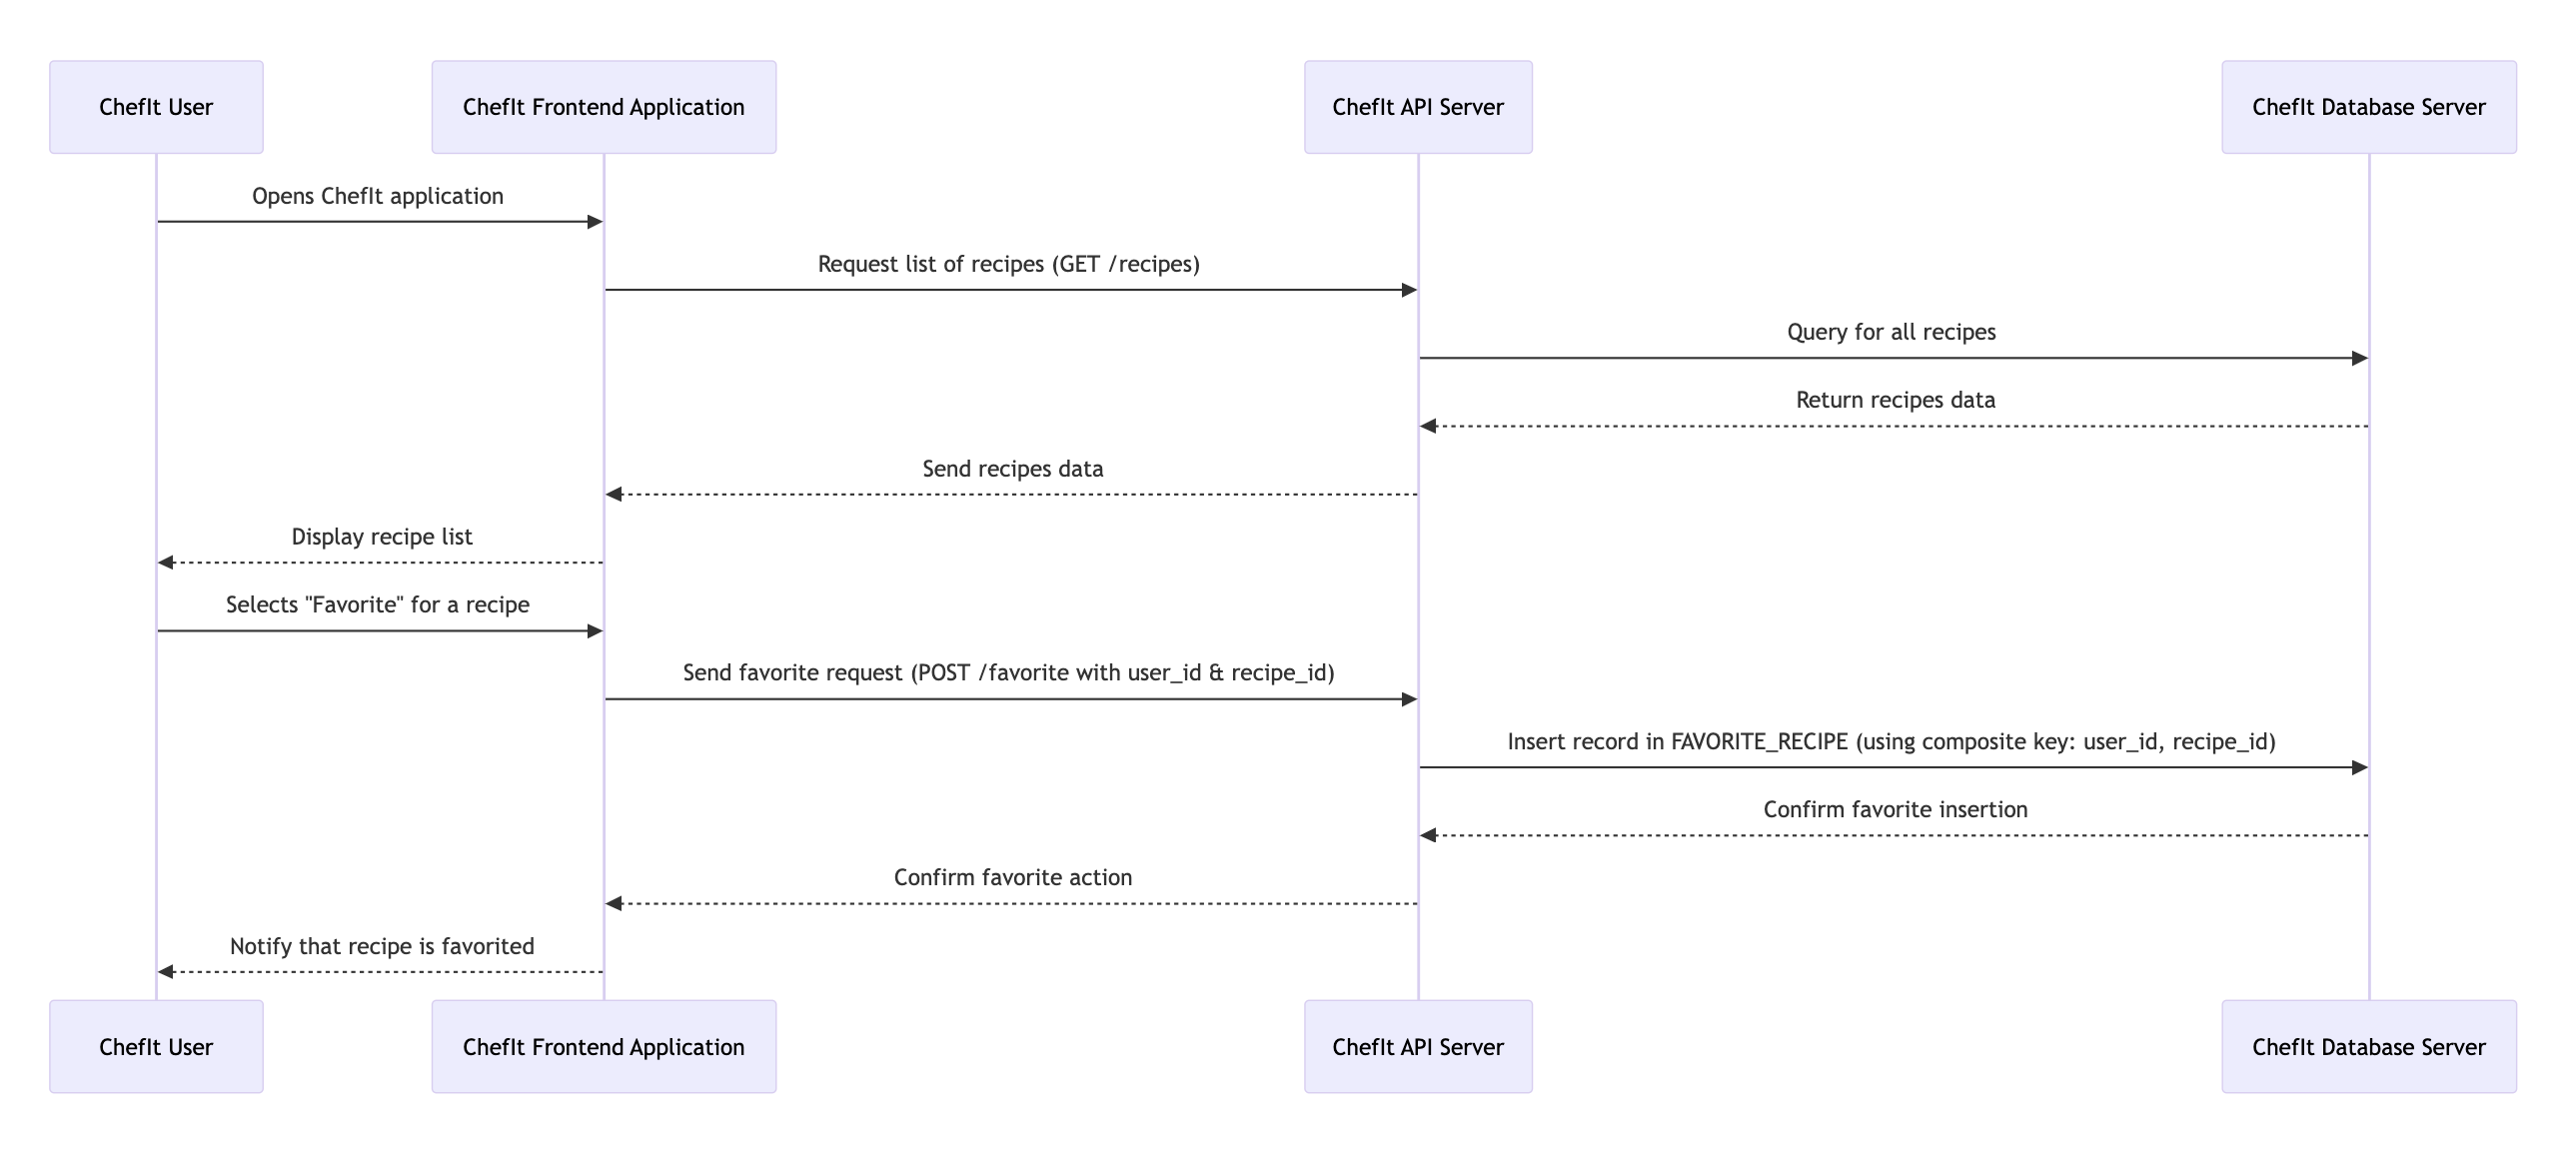 ChefIt User
ChefIt Frontend Application
ChefIt API Server
ChefIt Database Server
Opens ChefIt application
Request list of recipes (GET /recipes)
Query for all recipes
Return recipes data
Send recipes data
Display recipe list
Selects "Favorite" for a recipe
Send favorite request (POST /favorite with user_id & recipe_id)
Insert record in FAVORITE_RECIPE (using composite key: user_id, recipe_id)
Confirm favorite insertion
Confirm favorite action
Notify that recipe is favorited
ChefIt User
ChefIt Frontend Application
ChefIt API Server
ChefIt Database Server